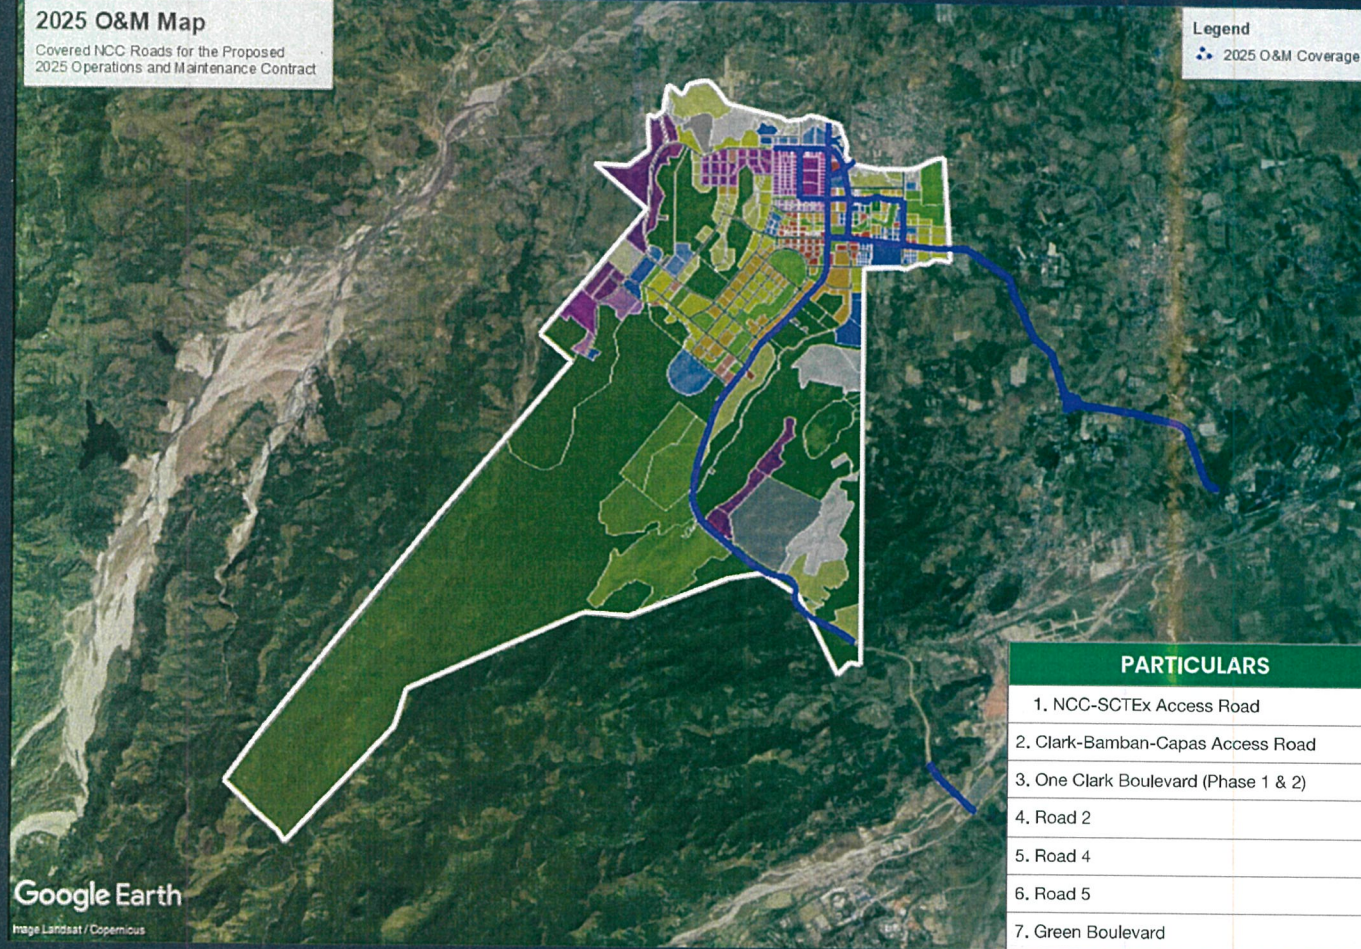 2025 O&M Map
Covered NCC Roads for the Proposed
2025 Operations and Maintenance Contract
Legend
2025 O&M Coverage
PARTICULARS
1. NCC-SCTEx Access Road
2. Clark-Bamban-Capas Access Road
3. One Clark Boulevard (Phase 1 & 2)
4. Road 2
5. Road 4
6. Road 5
7. Green Boulevard
Google Earth
Image Landsat / Copernicus